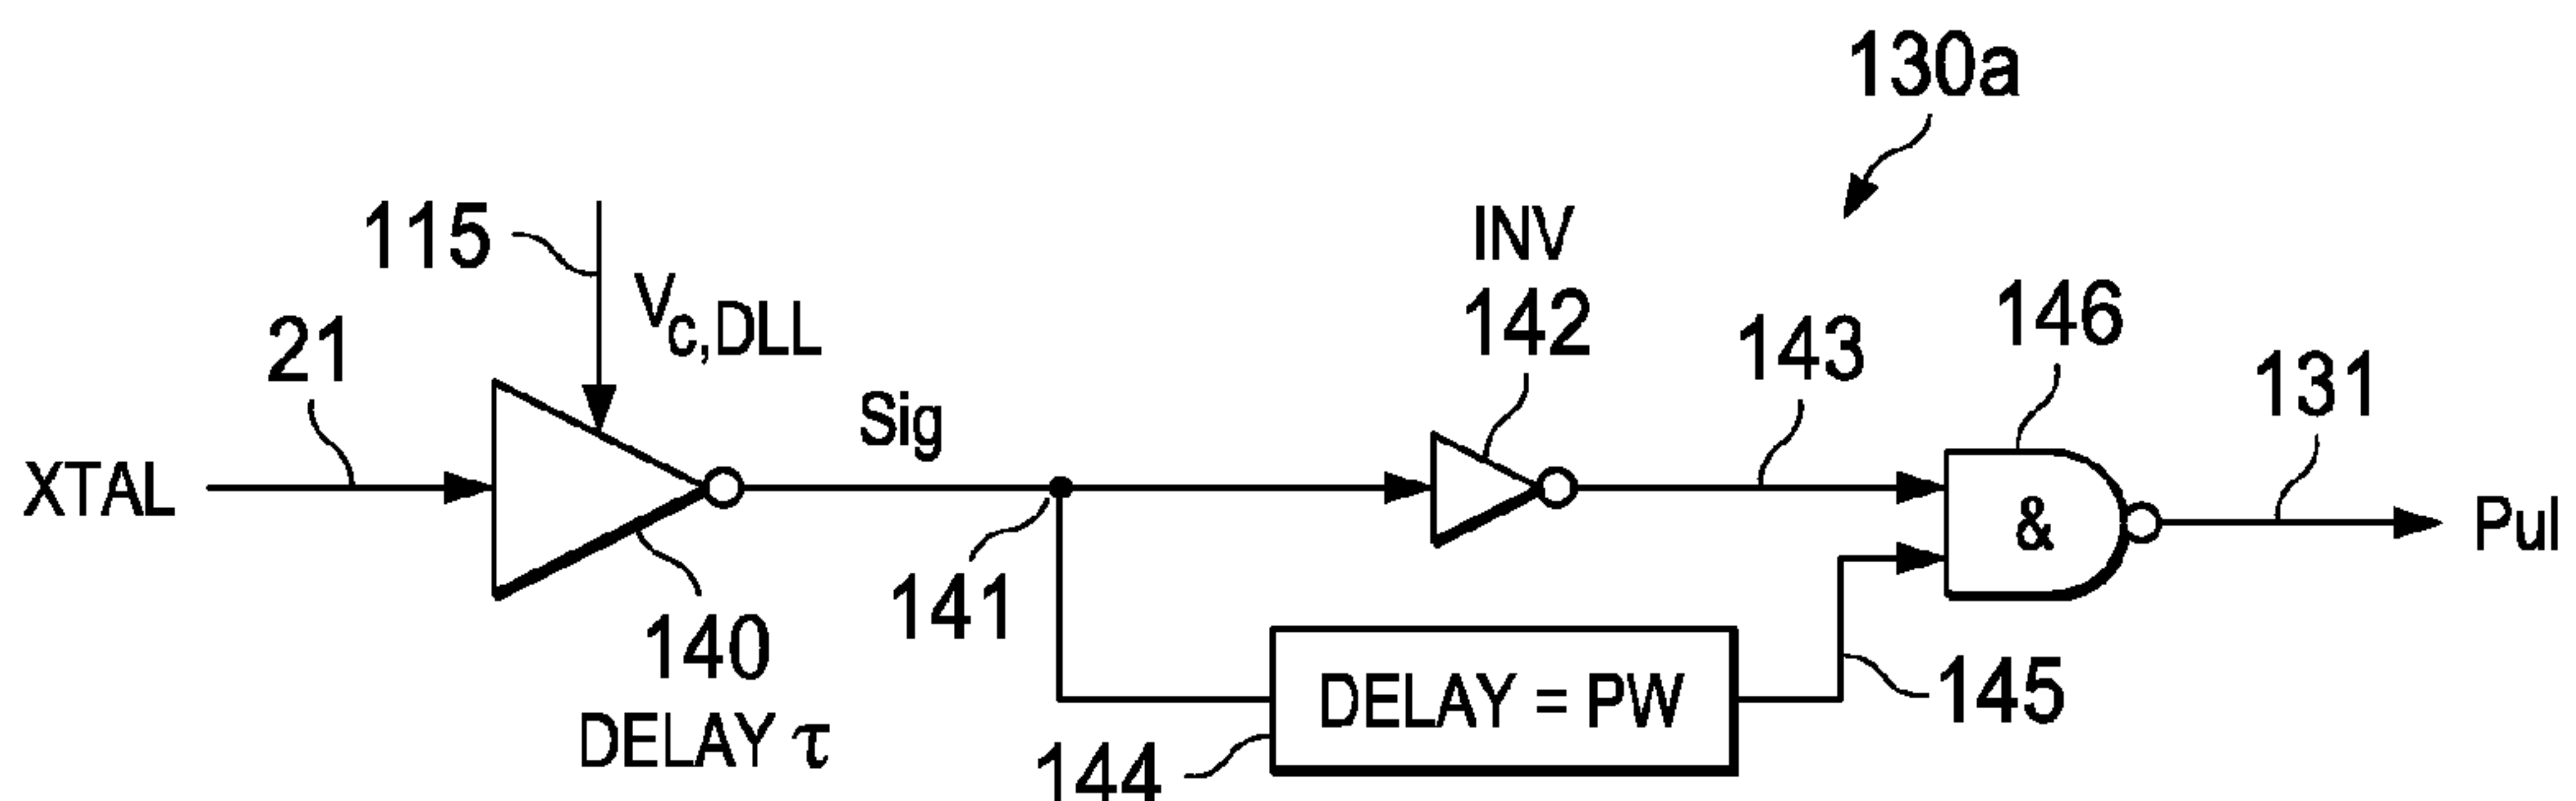 130a
115
V c,DLL
INV
142
146
21
143
131
Sig
XTAL
&
Pul
141
140
DELAY τ
DELAY = PW
145
144